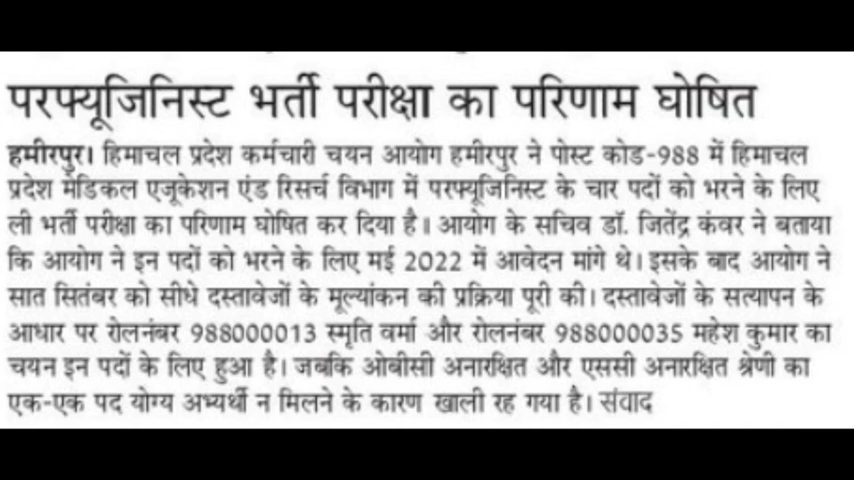 परफ्यूजिनिस्ट भर्ती परीक्षा का परिणाम घोषित
हमीरपुर। हिमाचल प्रदेश कर्मचारी चयन आयोग हमीरपुर ने पोस्ट कोड-988 में हिमाचल
प्रदेश मेडिकल एजूकेशन एंड रिसर्च विभाग में परफ्यूजिनिस्ट के चार पदों को भरने के लिए
ली भर्ती परीक्षा का परिणाम घोषित कर दिया है। आयोग के सचिव डॉ. जितेंद्र कंवर ने बताया
कि आयोग ने इन पदों को भरने के लिए मई 2022 में आवेदन मांगे थे। इसके बाद आयोग ने
सात सितंबर को सीधे दस्तावेजों के मूल्यांकन की प्रक्रिया पूरी की। दस्तावेजों के सत्यापन के
आधार पर रोलनंबर 988000013 स्मृति वर्मा और रोलनंबर 988000035 महेश कुमार का
चयन इन पदों के लिए हुआ है। जबकि ओबीसी अनारक्षित और एससी अनारक्षित श्रेणी का
एक-एक पद योग्य अभ्यर्थी न मिलने के कारण खाली रह गया है। संवाद